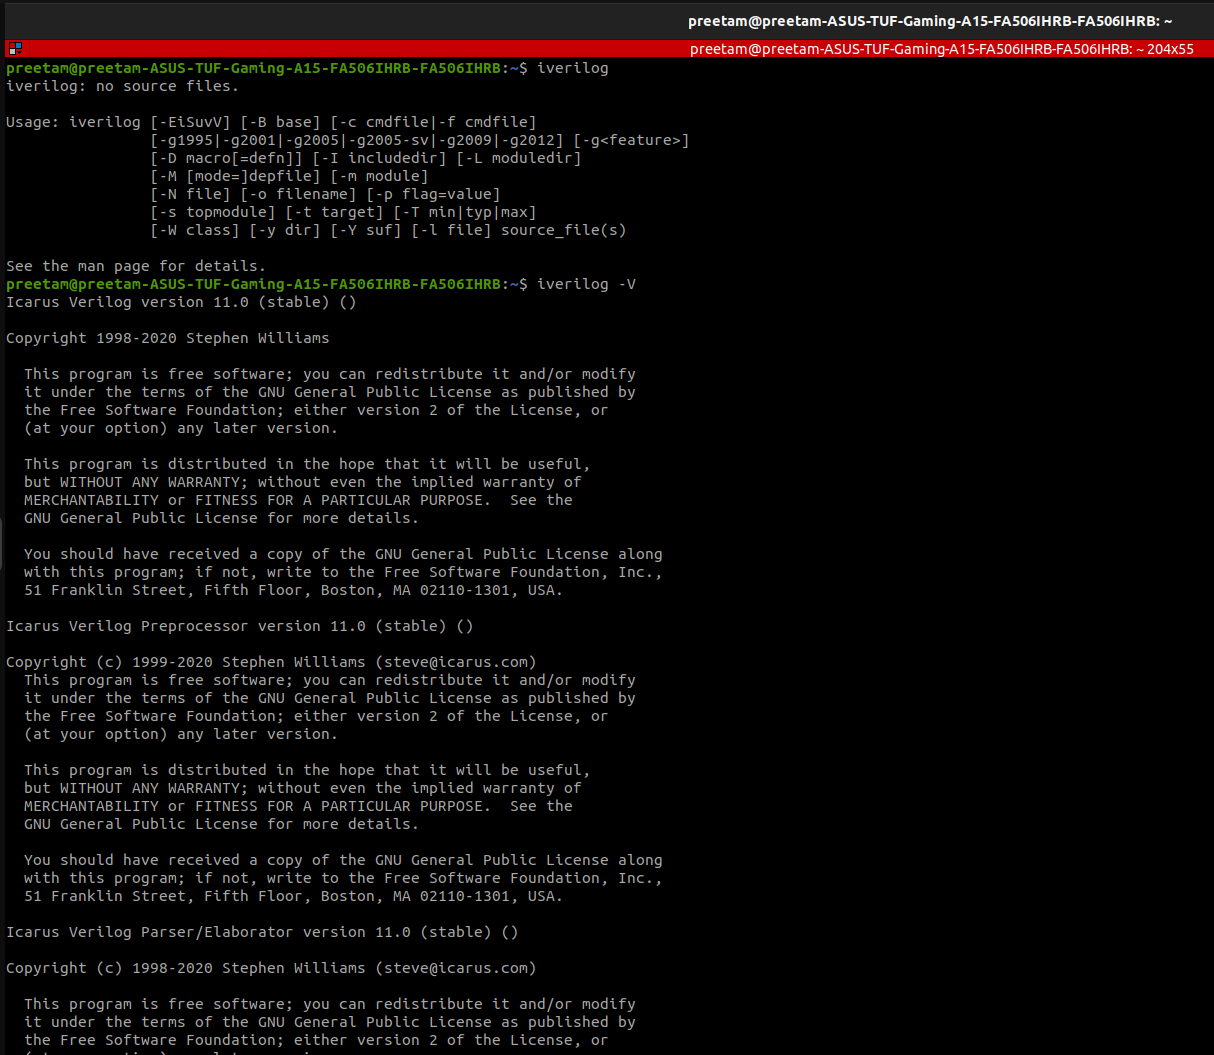 preetam@preetam-ASUS-TUF-Gaming-A15-FA506IHRB-FA506IHRB: ~
preetam@preetam-ASUS-TUF-Gaming-A15-FA506IHRB-FA506IHRB: ~ 204x55
preetam@preetam-ASUS-TUF-Gaming-A15-FA506IHRB-FA506IHRB:~$ iverilog
iverilog: no source files.

Usage: iverilog [-EiSuvV] [-B base] [-c cmdfile|-f cmdfile]
                [-g1995|-g2001|-g2005|-g2005-sv|-g2009|-g2012] [-g<feature>]
                [-D macro[=defn]] [-I includedir] [-L moduledir]
                [-M [mode=]depfile] [-m module]
                [-N file] [-o filename] [-p flag=value]
                [-s topmodule] [-t target] [-T min|typ|max]
                [-W class] [-y dir] [-Y suf] [-l file] source_file(s)

See the man page for details.
preetam@preetam-ASUS-TUF-Gaming-A15-FA506IHRB-FA506IHRB:~$ iverilog -V
Icarus Verilog version 11.0 (stable) ()

Copyright 1998-2020 Stephen Williams

  This program is free software; you can redistribute it and/or modify
  it under the terms of the GNU General Public License as published by
  the Free Software Foundation; either version 2 of the License, or
  (at your option) any later version.

  This program is distributed in the hope that it will be useful,
  but WITHOUT ANY WARRANTY; without even the implied warranty of
  MERCHANTABILITY or FITNESS FOR A PARTICULAR PURPOSE.  See the
  GNU General Public License for more details.

  You should have received a copy of the GNU General Public License along
  with this program; if not, write to the Free Software Foundation, Inc.,
  51 Franklin Street, Fifth Floor, Boston, MA 02110-1301, USA.

Icarus Verilog Preprocessor version 11.0 (stable) ()

Copyright (c) 1999-2020 Stephen Williams (steve@icarus.com)
  This program is free software; you can redistribute it and/or modify
  it under the terms of the GNU General Public License as published by
  the Free Software Foundation; either version 2 of the License, or
  (at your option) any later version.

  This program is distributed in the hope that it will be useful,
  but WITHOUT ANY WARRANTY; without even the implied warranty of
  MERCHANTABILITY or FITNESS FOR A PARTICULAR PURPOSE.  See the
  GNU General Public License for more details.

  You should have received a copy of the GNU General Public License along
  with this program; if not, write to the Free Software Foundation, Inc.,
  51 Franklin Street, Fifth Floor, Boston, MA 02110-1301, USA.

Icarus Verilog Parser/Elaborator version 11.0 (stable) ()

Copyright (c) 1998-2020 Stephen Williams (steve@icarus.com)

  This program is free software; you can redistribute it and/or modify
  it under the terms of the GNU General Public License as published by
  the Free Software Foundation; either version 2 of the License, or